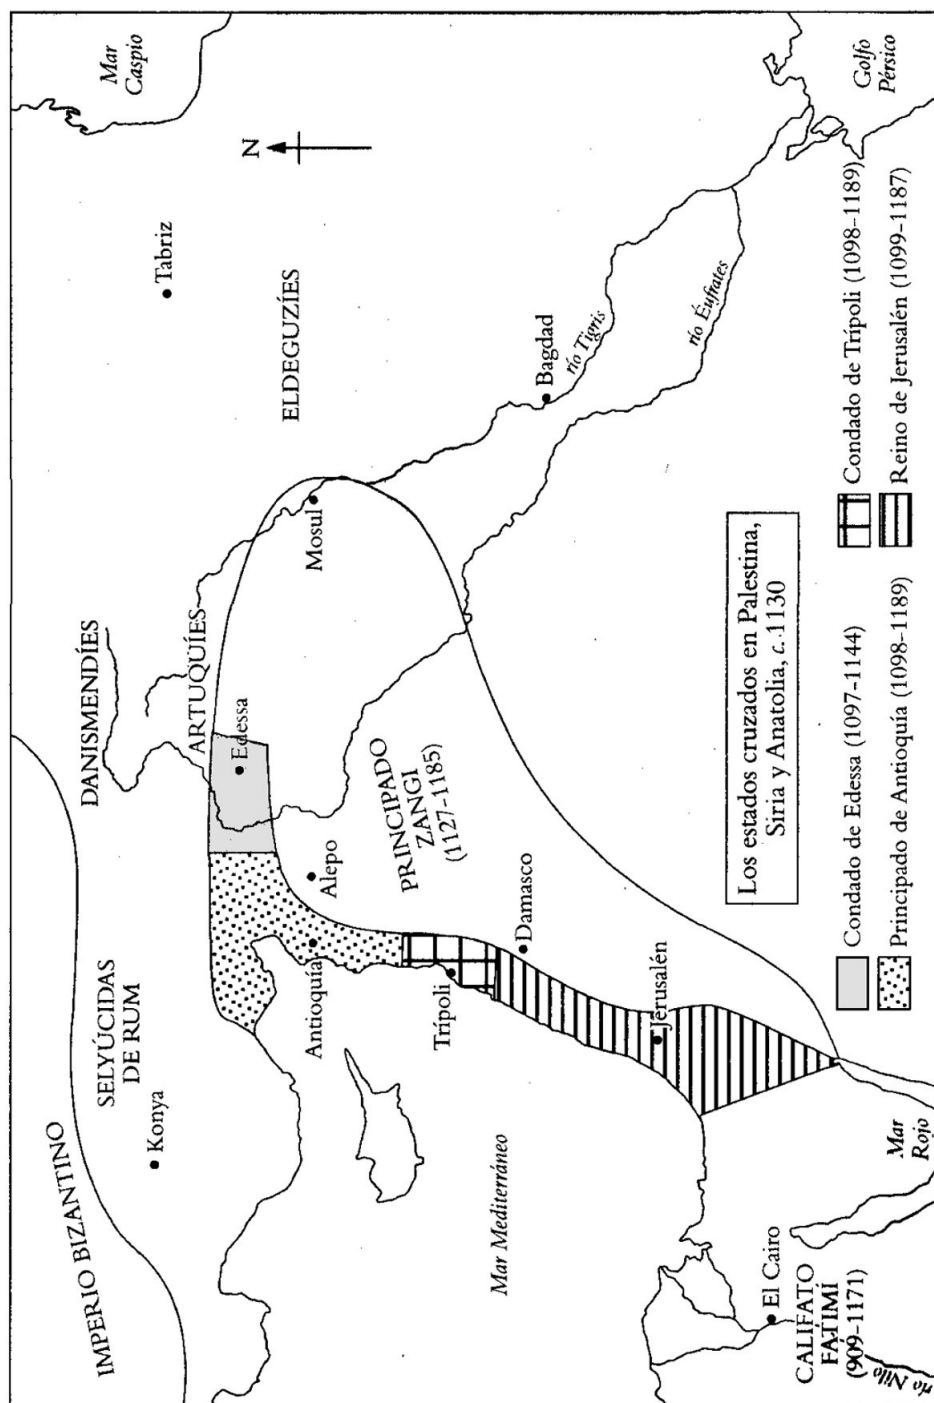 Mar
Caspio
Tabriz
N
ELDEGUZÍES
Golfo
Pérsico
Bagdad
río Tigris
río Éufrates
Mosul
DANISMENDÍES
ARTUQUÍES
Edessa
PRINCIPADO
ZANGI
(1127-1185)
Alepo
IMPERIO BIZANTINO
SELYÚCIDAS
DE RUM
Konya
Antioquía
Trípoli
Damasco
Jerusalén
Mar Mediterráneo
El Cairo
CALIFATO
FATIMÍ
(909-1171)
río Nilo
Mar
Rojo
Los estados cruzados en Palestina,
Siria y Anatolia, c. 1130
Condado de Edessa (1097-1144)
Principado de Antioquía (1098-1189)
Condado de Trípoli (1098-1189)
Reino de Jerusalén (1099-1187)